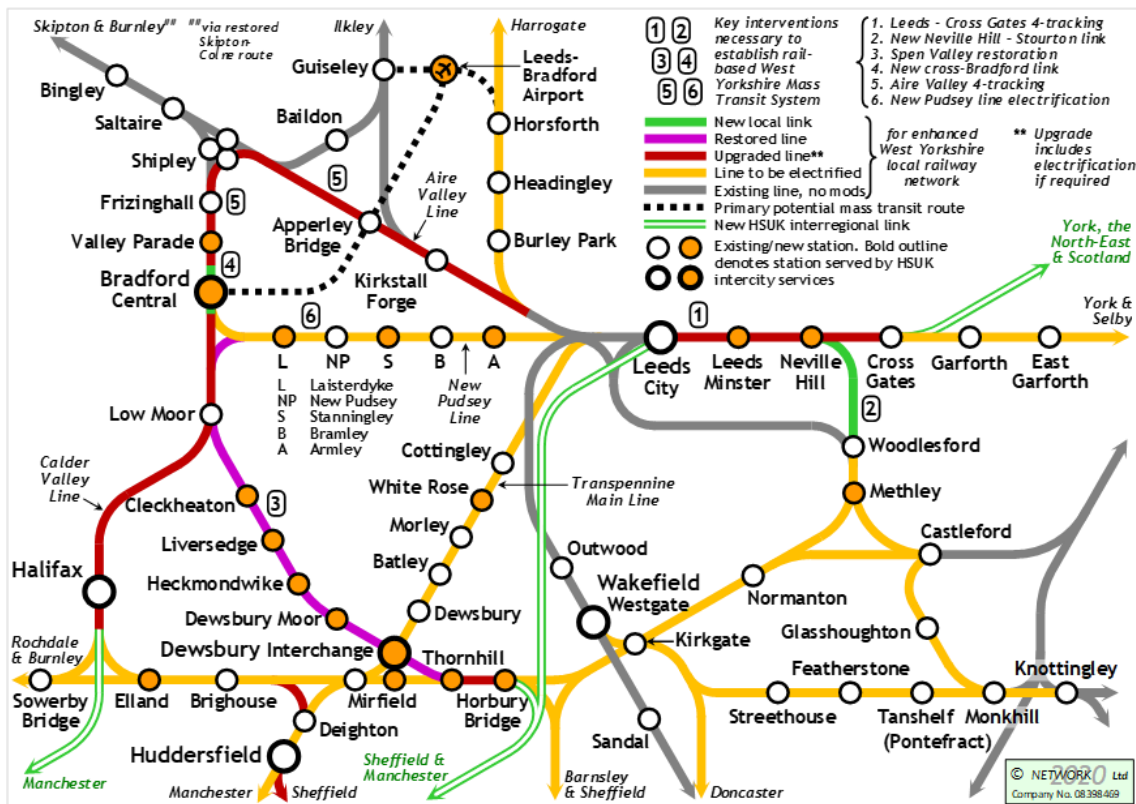 Skipton & Burnley##
## via restored
Skipton-
Colne route
Ilkley
Harrogate
Bingley
Saltaire
Shipley
Frizinghall
Valley Parade
Bradford
Central
Guiseley
Baildon
Leeds-
Bradford
Airport
Horsforth
Headingley
Burley Park
Aire
Valley
Line
Apperley
Bridge
Kirkstall
Forge
5
5
4
6
1
2
3
1 2
3 4
5 6
Key interventions
necessary to
establish rail-
based West
Yorkshire Mass
Transit System
1. Leeds - Cross Gates 4-tracking
2. New Neville Hill - Stourton link
3. Spen Valley restoration
4. New cross-Bradford link
5. Aire Valley 4-tracking
6. New Pudsey line electrification
New local link
Restored line
Upgraded line**
Line to be electrified
Existing line, no mods
Primary potential mass transit route
New HSUK interregional link
for enhanced
West Yorkshire
local railway
network
** Upgrade
includes
electrification
if required
Existing/new station. Bold outline
denotes station served by HSUK
intercity services
York, the
North-East
& Scotland
York &
Selby
L
NP
S
B
A
L Laisterdyke
NP New Pudsey
S Stanningley
B Bramley
A Armley
New
Pudsey
Line
Leeds
City
Leeds
Minster
Neville
Hill
Cross
Gates
Garforth
East
Garforth
Low Moor
Calder
Valley
Line
Cleckheaton
Liversedge
Heckmondwike
Dewsbury Moor
Dewsbury Interchange
Cottingley
White Rose
Morley
Batley
Dewsbury
Transpennine
Main Line
Woodlesford
Methley
Castleford
Outwood
Wakefield
Westgate
Normanton
Kirkgate
Glasshoughton
Featherstone
Knottingley
Streethouse
Tanshelf
(Pontefract)
Monkhill
Halifax
Rochdale
& Burnley
Sowerby
Bridge
Elland
Brighouse
Mirfield
Thornhill
Horbury
Bridge
Deighton
Huddersfield
Sandal
Manchester
Manchester
Sheffield
Sheffield &
Manchester
Barnsley
& Sheffield
Doncaster
© NETWORK 2020 Ltd
Company No. 08398469